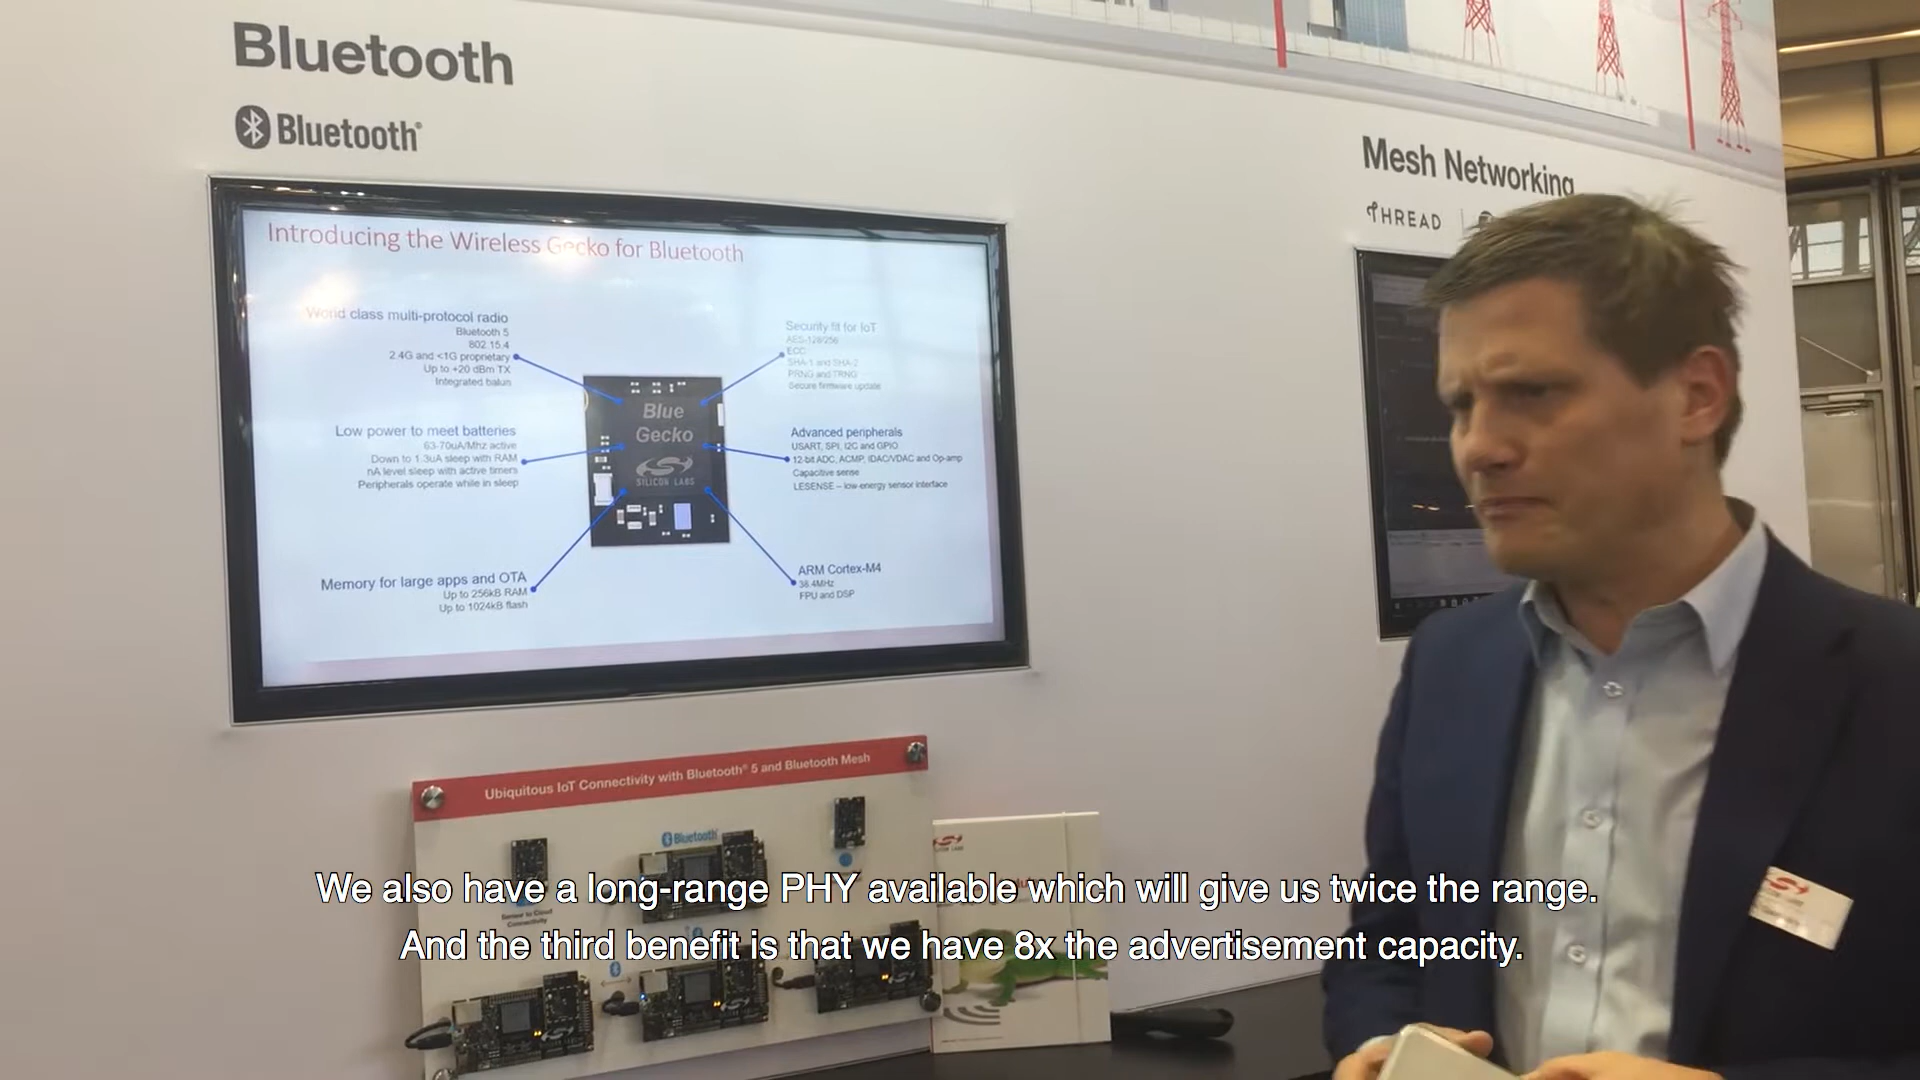 Bluetooth
Bluetooth®
Mesh Networking
THREAD
Introducing the Wireless Gecko for Bluetooth
World class multi-protocol radio
Bluetooth 5
802.15.4
2.4G and <1G proprietary
Up to +20 dBm TX
Integrated balun
Security fit for IoT
AES-128/256
ECC
SHA-1 and SHA-2
PRNG and TRNG
Secure firmware update
Blue
Gecko
SILICON LABS
Low power to meet batteries
63-70uA/Mhz active
Down to 1.3uA sleep with RAM
nA level sleep with active timers
Peripherals operate while in sleep
Advanced peripherals
USART, SPI, I2C and GPIO
12-bit ADC, ACMP, IDAC/VDAC and Op-amp
Capacitive sense
LESENSE – low-energy sensor interface
Memory for large apps and OTA
Up to 256kB RAM
Up to 1024kB flash
ARM Cortex-M4
38.4MHz
FPU and DSP
Ubiquitous IoT Connectivity with Bluetooth® 5 and Bluetooth Mesh
Bluetooth
We also have a long-range PHY available which will give us twice the range.
And the third benefit is that we have 8x the advertisement capacity.
Sensor to Cloud
Connectivity